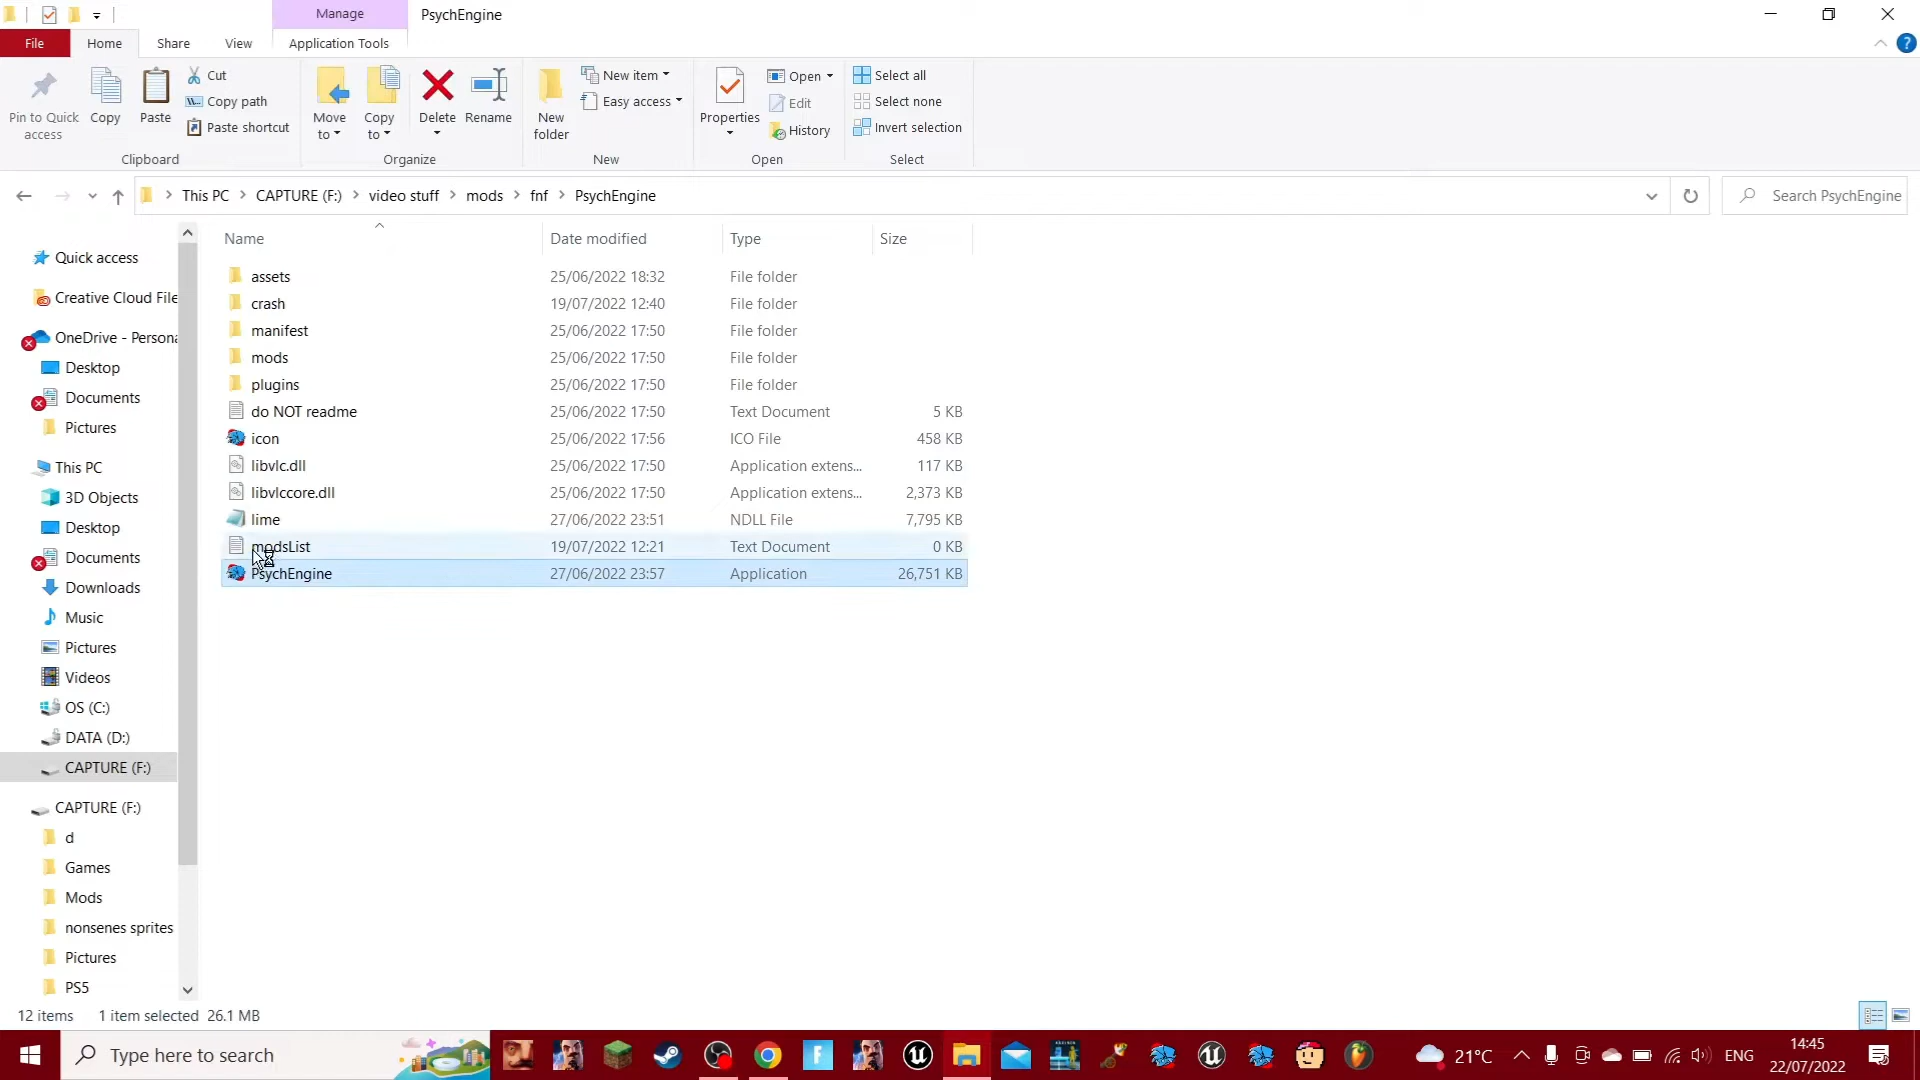 Manage
PsychEngine
File
Home
Share
View
Application Tools
Pin to Quick access
Copy
Paste
Cut
Copy path
Paste shortcut
Clipboard
Move to
Copy to
Delete
Rename
Organize
New folder
New item
Easy access
New
Properties
Open
Edit
History
Open
Select all
Select none
Invert selection
Select
This PC > CAPTURE (F:) > video stuff > mods > fnf > PsychEngine
Search PsychEngine
Name Date modified Type Size
assets 25/06/2022 18:32 File folder
crash 19/07/2022 12:40 File folder
manifest 25/06/2022 17:50 File folder
mods 25/06/2022 17:50 File folder
plugins 25/06/2022 17:50 File folder
do NOT readme 25/06/2022 17:50 Text Document 5 KB
icon 25/06/2022 17:56 ICO File 458 KB
libvlc.dll 25/06/2022 17:50 Application extens... 117 KB
libvlccore.dll 25/06/2022 17:50 Application extens... 2,373 KB
lime 27/06/2022 23:51 NDLL File 7,795 KB
modsList 19/07/2022 12:21 Text Document 0 KB
PsychEngine 27/06/2022 23:57 Application 26,751 KB
Quick access
Creative Cloud File
OneDrive - Persona
Desktop
Documents
Pictures
This PC
3D Objects
Desktop
Documents
Downloads
Music
Pictures
Videos
OS (C:)
DATA (D:)
CAPTURE (F:)
CAPTURE (F:)
d
Games
Mods
nonsenes sprites
Pictures
PS5
12 items 1 item selected 26.1 MB
Type here to search
21°C
ENG
14:45
22/07/2022